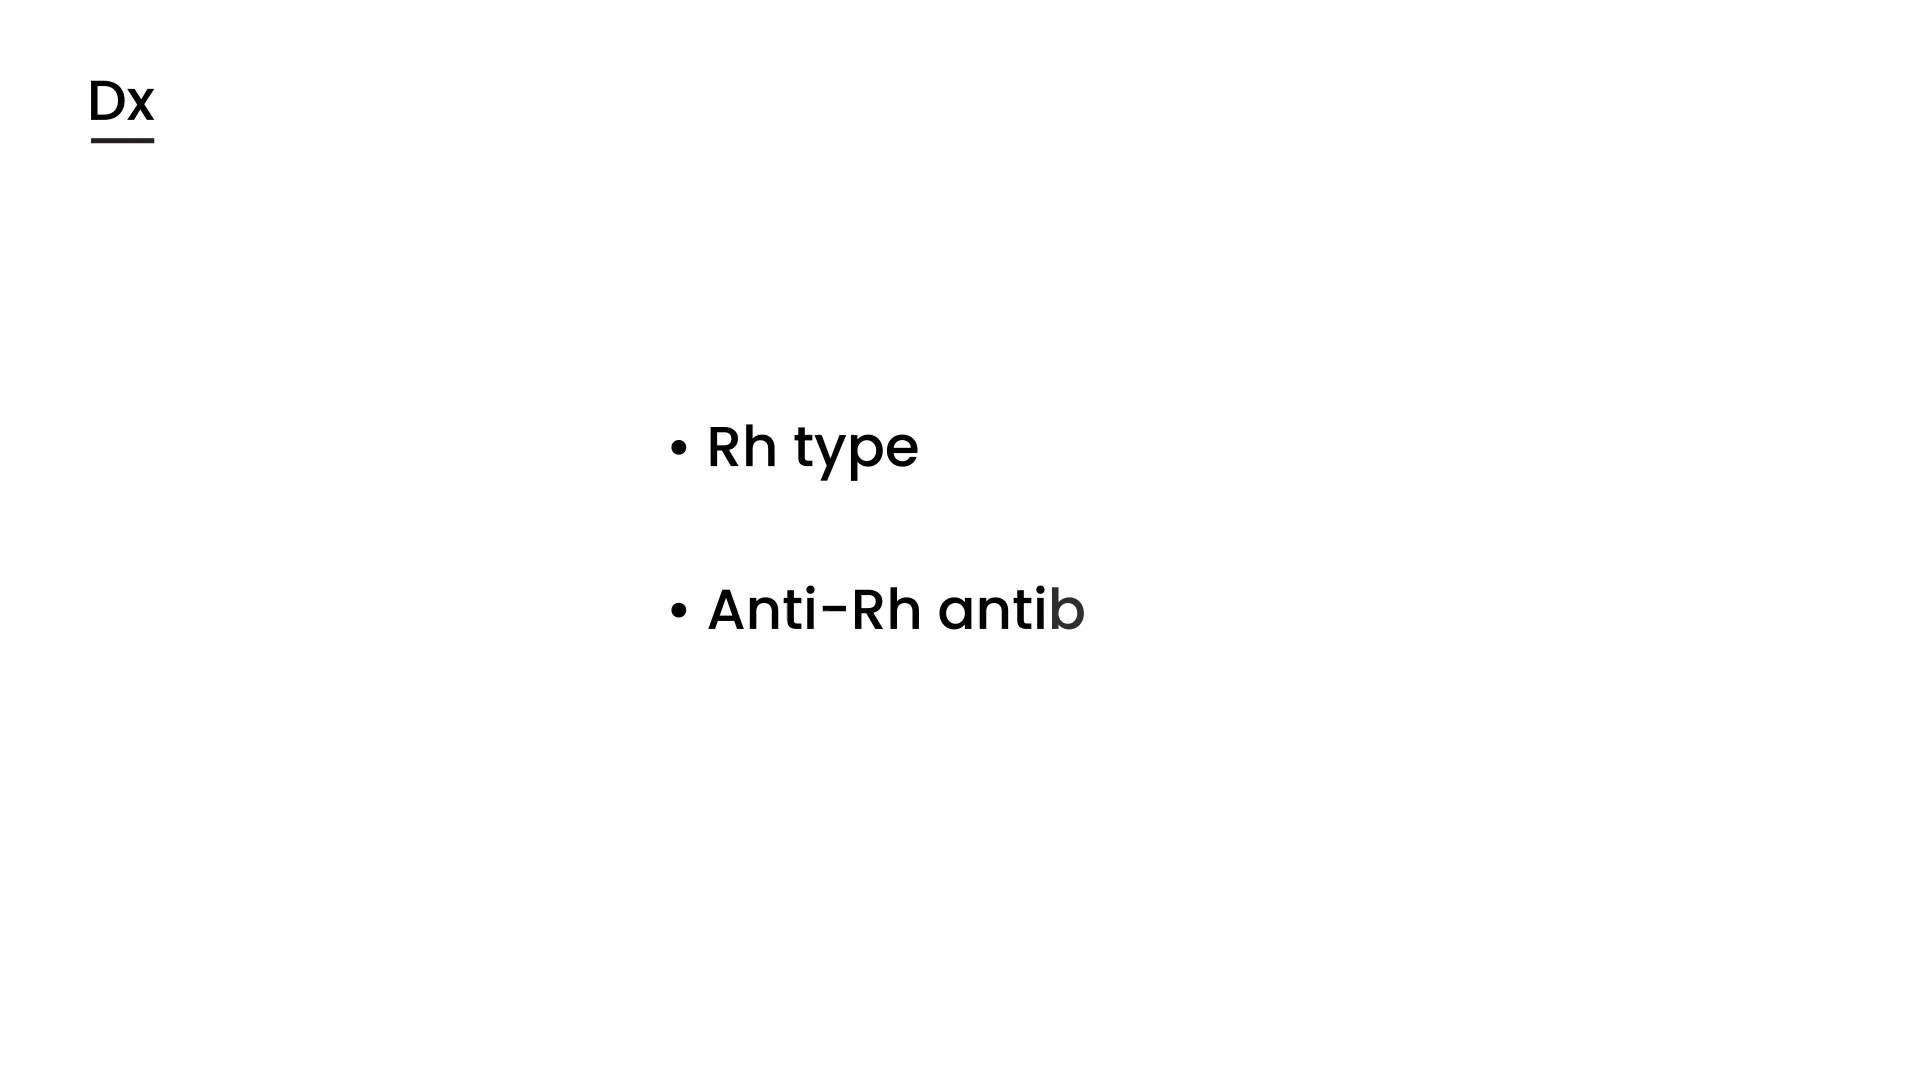 Dx
• Rh type
• Anti-Rh antib